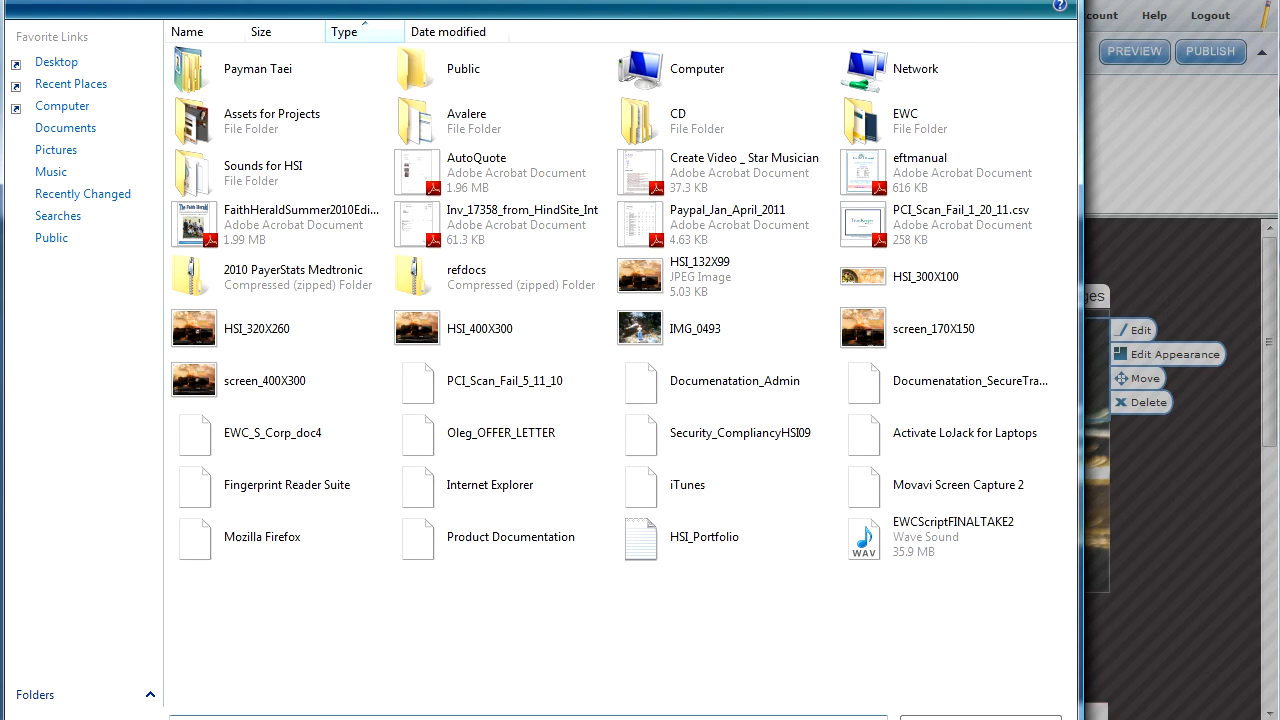 count Help Logout
PREVIEW PUBLISH
Name Size Type Date modified
Favorite Links
Desktop
Recent Places
Computer
Documents
Pictures
Music
Recently Changed
Searches
Public
Folders
Payman Taei Public Computer Network
Assets for Projects Avalere CD EWC
File Folder File Folder File Folder File Folder
Sounds for HSI AutoQuote Create Video _ Star Musician eftmanual
File Folder Adobe Acrobat Document Adobe Acrobat Document Adobe Acrobat Document
1.96 MB 37.3 KB 616 KB
FaithHeraldSummer2010Edi... Inv_17358_from_HindSite_Int Paypal_Jan_April_2011 PCI_Scan_Fail_1_20_11.csv
Adobe Acrobat Document Adobe Acrobat Document Adobe Acrobat Document Adobe Acrobat Document
1.99 MB 61.3 KB 4.63 KB 258 KB
2010 PayerStats Medtronic refdocs HSI_132X99 HSI_300X100
Compressed (zipped) Folder Compressed (zipped) Folder JPEG Image
5.03 KB
HSI_320X260 HSI_400X300 IMG_0493 screen_170X150
screen_400X300 PCI_Scan_Fail_5_11_10 Documenatation_Admin Documenatation_SecureTra...
EWC_S_Corp_doc4 Oleg_OFFER_LETTER Security_CompliancyHSI09 Activate LoJack for Laptops
Fingerprint Reader Suite Internet Explorer iTunes Movavi Screen Capture 2
Mozilla Firefox Product Documentation HSI_Portfolio EWCScriptFINALTAKE2
Wave Sound
35.9 MB
WAV
ges
Edit
Edit Appearance
Move
Delete